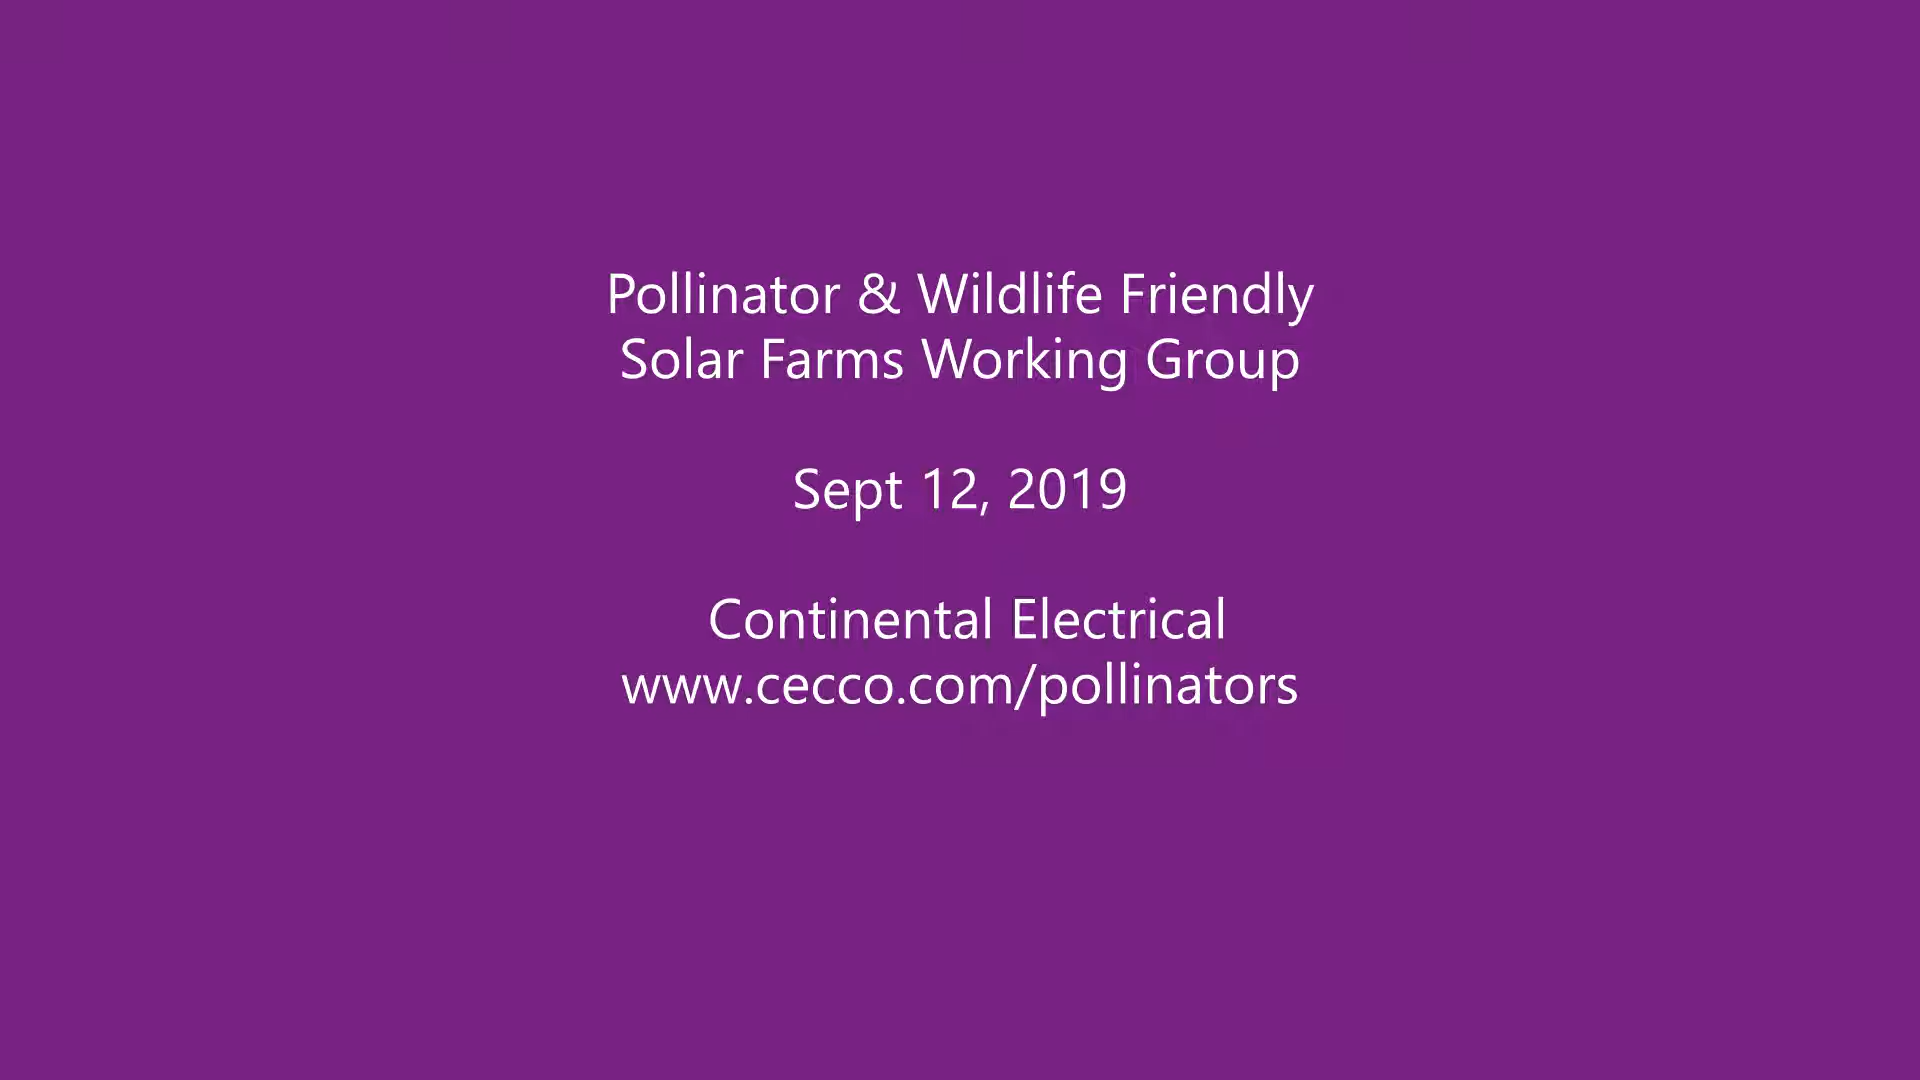 Pollinator & Wildlife Friendly
Solar Farms Working Group
Sept 12, 2019
Continental Electrical
www.cecco.com/pollinators